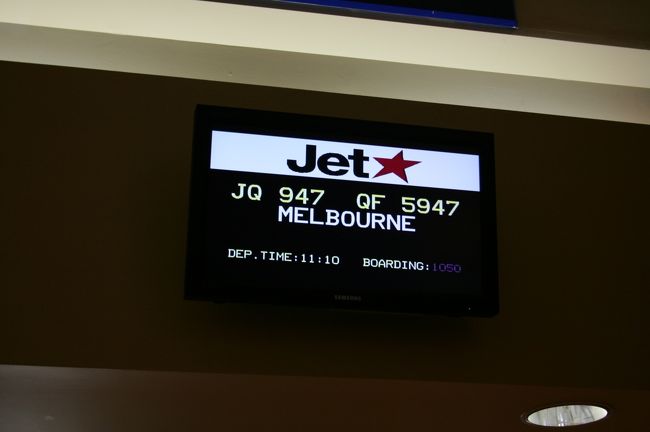 Jet
JQ 947 QF 5947
MELBOURNE
DEP.TIME:11:10 BOARDING:1050
SAMSUNG